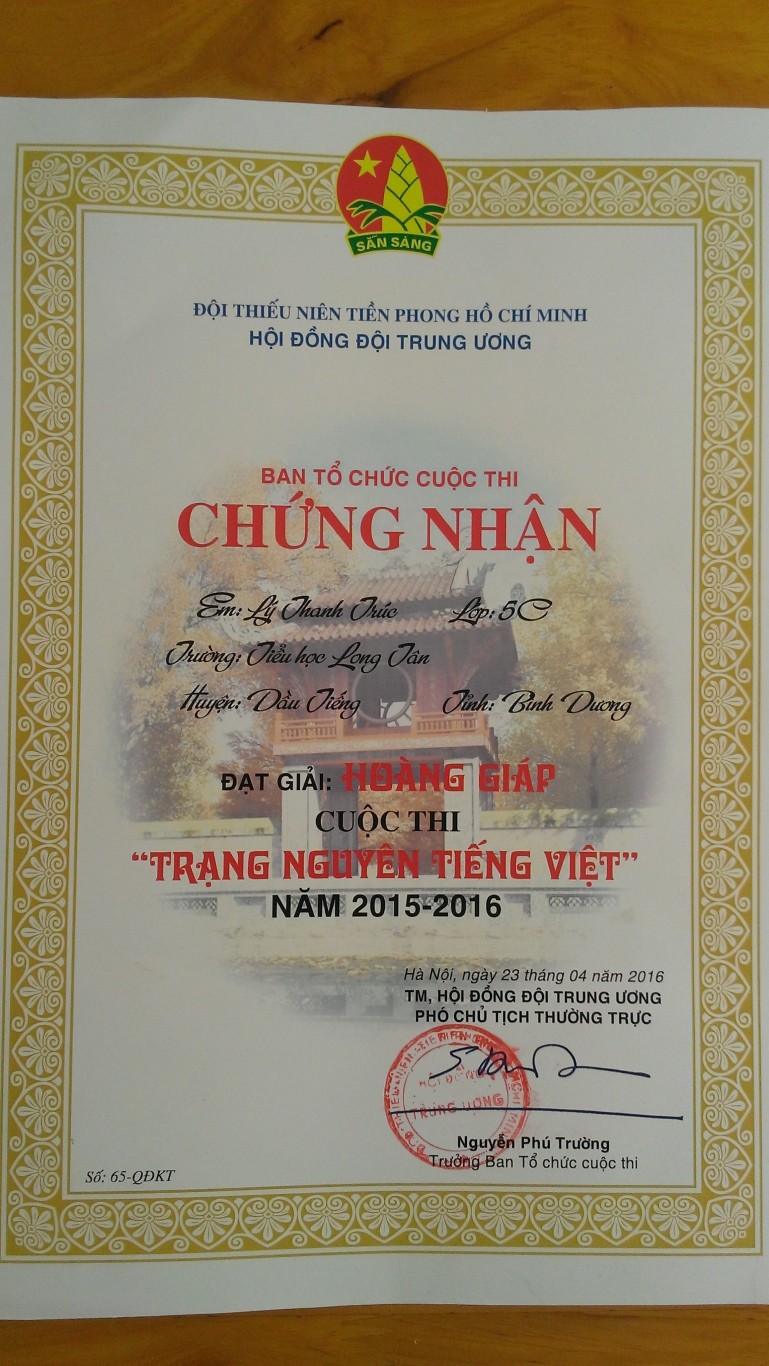 SẴN SÀNG
ĐỘI THIẾU NIÊN TIỀN PHONG HỒ CHÍ MINH
HỘI ĐỒNG ĐỘI TRUNG ƯƠNG
BAN TỔ CHỨC CUỘC THI
CHỨNG NHẬN
Em: Lý Thanh Trúc Lớp: 5C
Trường: Tiểu học Long Tân
Huyện: Dầu Tiếng Tỉnh: Bình Dương
ĐẠT GIẢI: HOÀNG GIÁP
CUỘC THI
“TRẠNG NGUYÊN TIẾNG VIỆT”
NĂM 2015-2016
Hà Nội, ngày 23 tháng 04 năm 2016
TM, HỘI ĐỒNG ĐỘI TRUNG ƯƠNG
PHÓ CHỦ TỊCH THƯỜNG TRỰC
TRUNG ƯƠNG
Nguyễn Phú Trường
Trưởng Ban Tổ chức cuộc thi
Số: 65-QĐKT